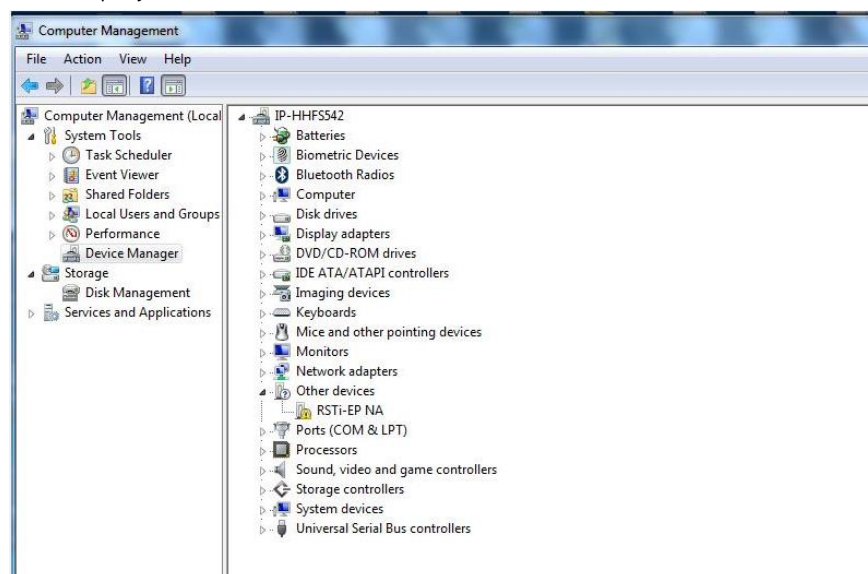 Computer Management
File Action View Help
Computer Management (Local
System Tools
Task Scheduler
Event Viewer
Shared Folders
Local Users and Groups
Performance
Device Manager
Storage
Disk Management
Services and Applications
IP-HHFS542
Batteries
Biometric Devices
Bluetooth Radios
Computer
Disk drives
Display adapters
DVD/CD-ROM drives
IDE ATA/ATAPI controllers
Imaging devices
Keyboards
Mice and other pointing devices
Monitors
Network adapters
Other devices
RSTi-EP NA
Ports (COM & LPT)
Processors
Sound, video and game controllers
Storage controllers
System devices
Universal Serial Bus controllers